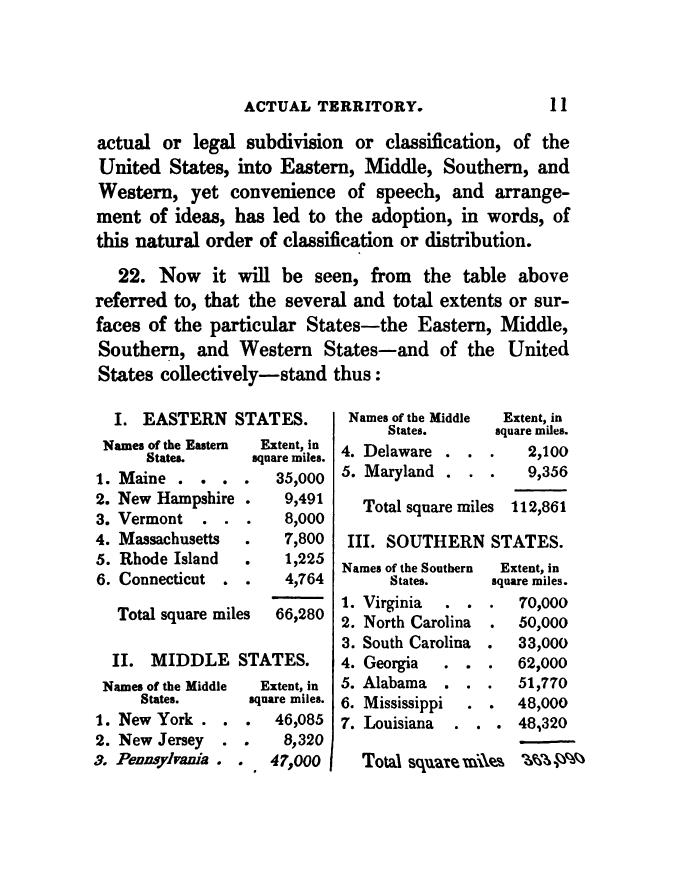 ACTUAL TERRITORY. 11
actual or legal subdivision or classification, of the
United States, into Eastern, Middle, Southern, and
Western, yet convenience of speech, and arrange-
ment of ideas, has led to the adoption, in words, of
this natural order of classification or distribution.
22. Now it will be seen, from the table above
referred to, that the several and total extents or sur-
faces of the particular States—the Eastern, Middle,
Southern, and Western States—and of the United
States collectively—stand thus:
I. EASTERN STATES.
Names of the Eastern Extent, in
States. square miles.
1. Maine . . . . 35,000
2. New Hampshire . 9,491
3. Vermont . . . 8,000
4. Massachusetts . 7,800
5. Rhode Island . 1,225
6. Connecticut . . 4,764
Total square miles 66,280
II. MIDDLE STATES.
Names of the Middle Extent, in
States. square miles.
1. New York . . . 46,085
2. New Jersey . . 8,320
3. Pennsylvania . . 47,000
Names of the Middle Extent, in
States. square miles.
4. Delaware . . . 2,100
5. Maryland . . . 9,356
Total square miles 112,861
III. SOUTHERN STATES.
Names of the Southern Extent, in
States. square miles.
1. Virginia . . . 70,000
2. North Carolina . 50,000
3. South Carolina . 33,000
4. Georgia . . . 62,000
5. Alabama . . . 51,770
6. Mississippi . . 48,000
7. Louisiana . . . 48,320
Total square miles 363,090